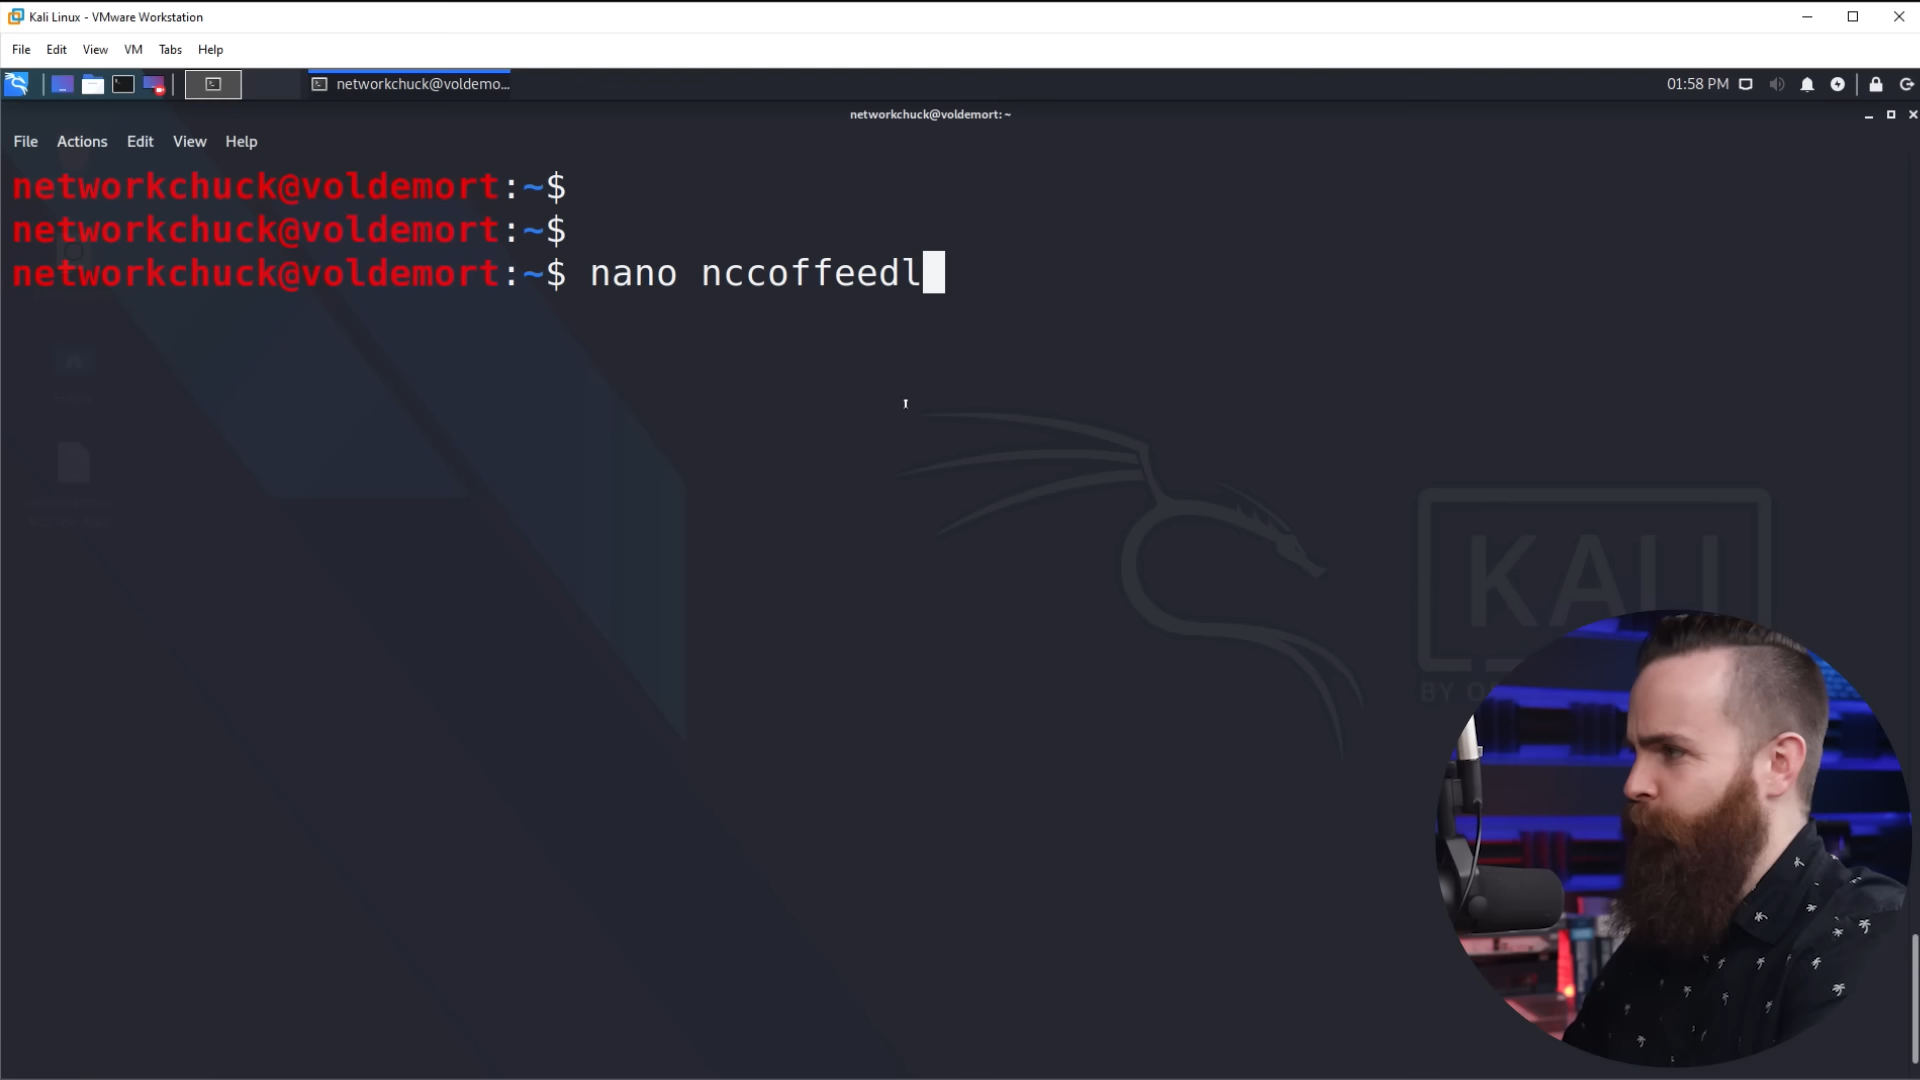 Kali Linux - VMware Workstation
File Edit View VM Tabs Help
networkchuck@voldemo... 01:58 PM
networkchuck@voldemort: ~
File Actions Edit View Help
networkchuck@voldemort:~$
networkchuck@voldemort:~$
networkchuck@voldemort:~$ nano nccoffeedl
KALI
BY